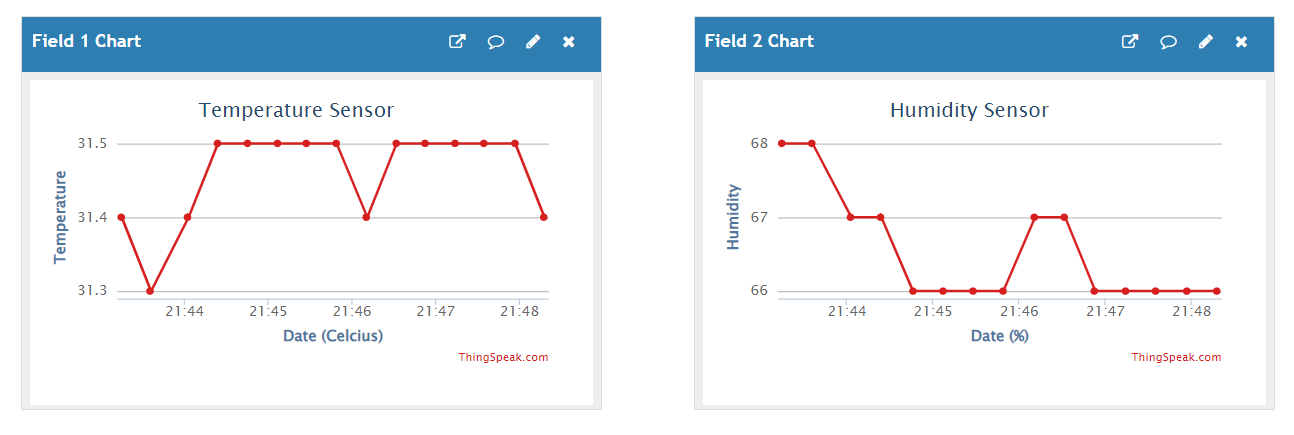 Field 1 Chart
Temperature Sensor
Temperature
31.5
31.4
31.3
21:44 21:45 21:46 21:47 21:48
Date (Celcius)
ThingSpeak.com
Field 2 Chart
Humidity Sensor
Humidity
68
67
66
21:44 21:45 21:46 21:47 21:48
Date (%)
ThingSpeak.com